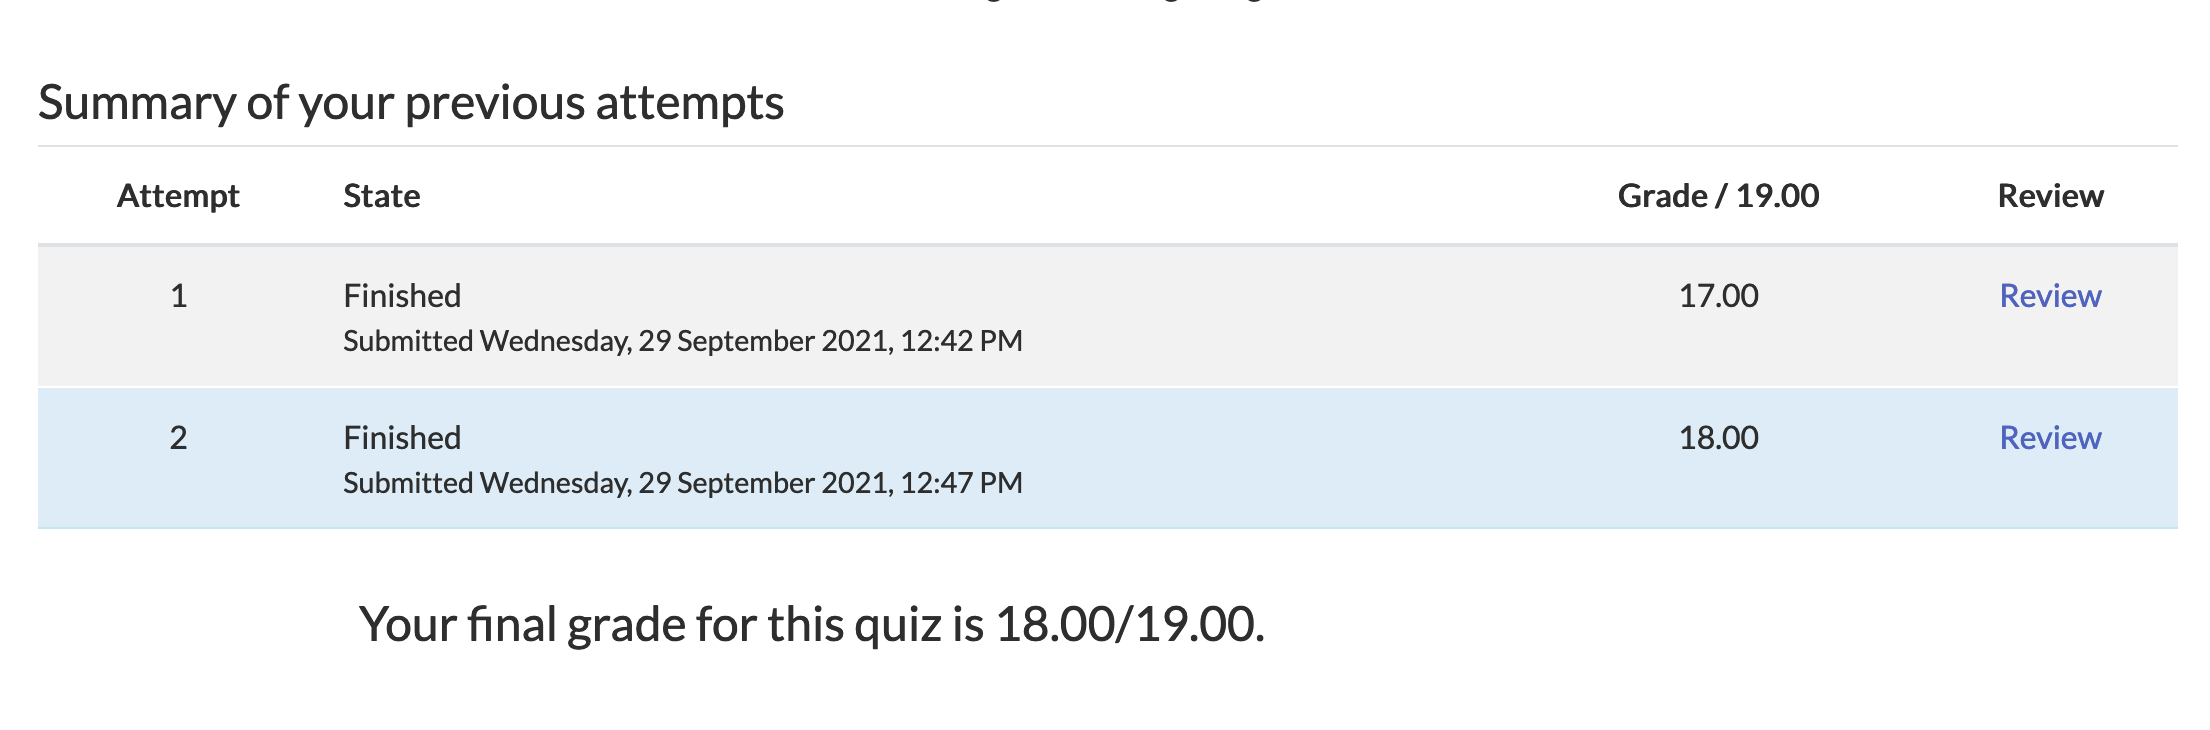 Summary of your previous attempts
Attempt State Grade / 19.00 Review
1 Finished 17.00 Review
Submitted Wednesday, 29 September 2021, 12:42 PM
2 Finished 18.00 Review
Submitted Wednesday, 29 September 2021, 12:47 PM
Your final grade for this quiz is 18.00/19.00.